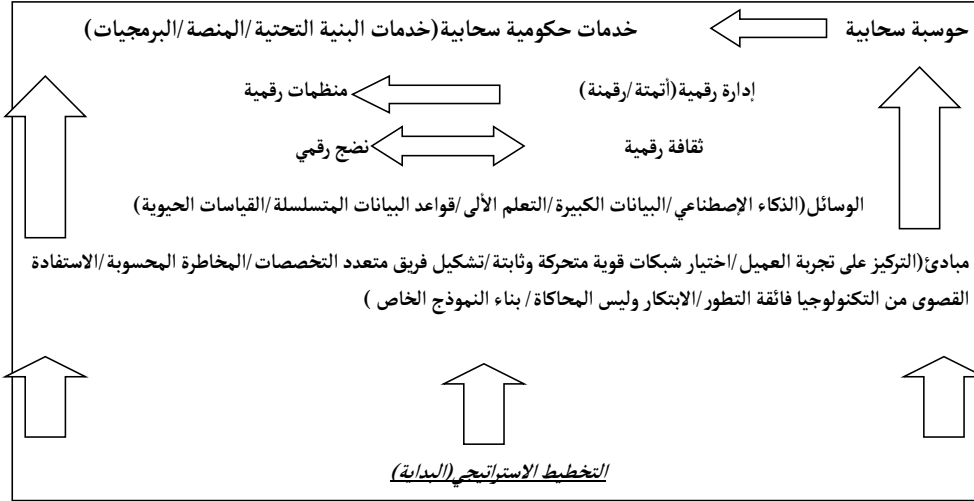 حوسبة سحابية خدمات حكومية سحابية(خدمات البنية التحتية/المنصة/البرمجيات)
إدارة رقمية(أتمتة/رقمنة) منظمات رقمية
ثقافة رقمية نضج رقمي
الوسائل(الذكاء الإصطناعي/البيانات الكبيرة/التعلم الألى/قواعد البيانات المتسلسلة/القياسات الحيوية)
مبادئ(التركيز على تجربة العميل/اختيار شبكات قوية متحركة وثابتة/تشكيل فريق متعدد التخصصات/المخاطرة المحسوبة/الاستفادة
القصوى من التكنولوجيا فائقة التطور/الابتكار وليس المحاكاة/ بناء النموذج الخاص )
التخطيط الاستراتيجي(البداية)